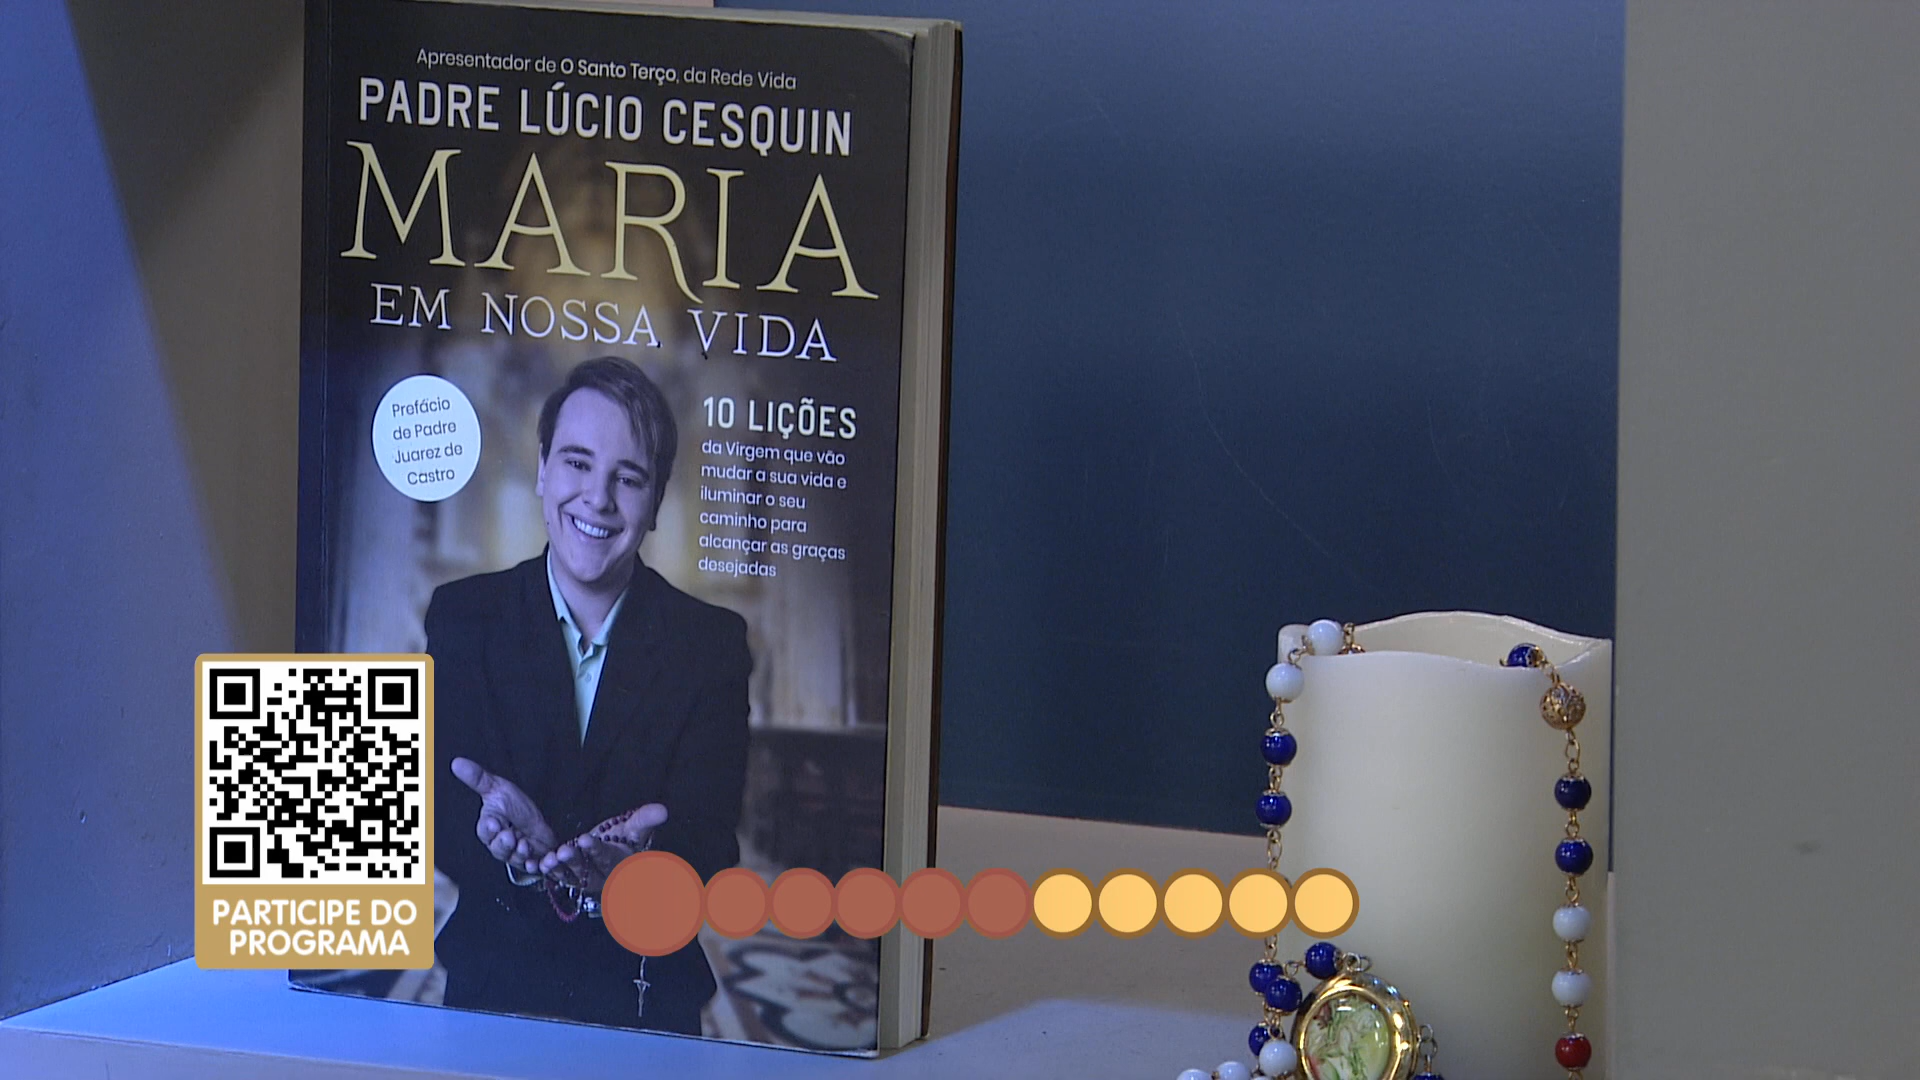 Apresentador de O Santo Terço, da Rede Vida
PADRE LÚCIO CESQUIN
MARIA
EM NOSSA VIDA
Prefácio
de Padre
Juarez de
Castro
10 LIÇÕES
da Virgem que vão
mudar a sua vida e
iluminar o seu
caminho para
alcançar as graças
desejadas
PARTICIPE DO
PROGRAMA